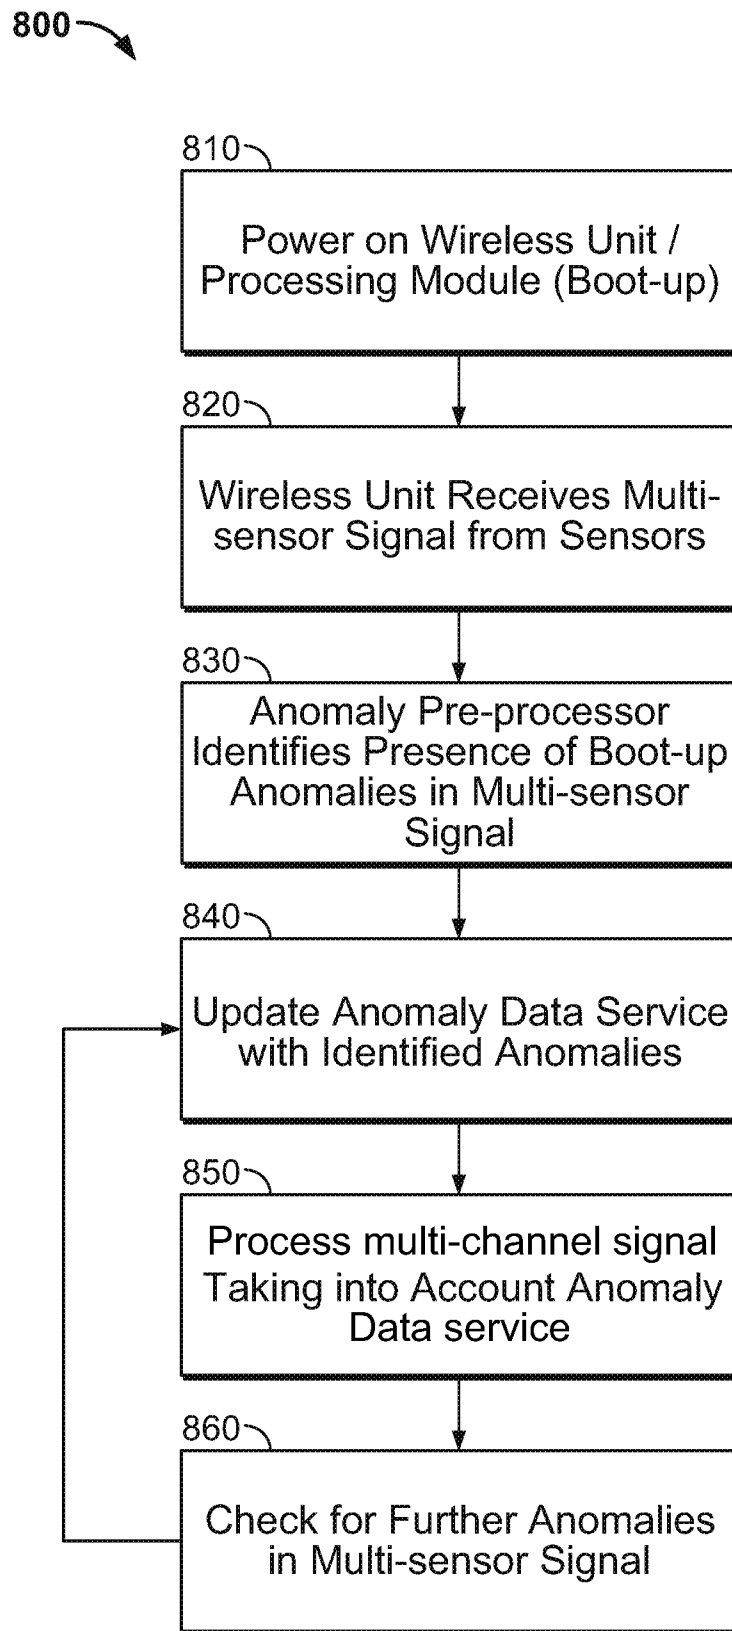 800
810
Power on Wireless Unit /
Processing Module (Boot-up)
820
Wireless Unit Receives Multi-
sensor Signal from Sensors
830
Anomaly Pre-processor
Identifies Presence of Boot-up
Anomalies in Multi-sensor
Signal
840
Update Anomaly Data Service
with Identified Anomalies
850
Process multi-channel signal
Taking into Account Anomaly
Data service
860
Check for Further Anomalies
in Multi-sensor Signal